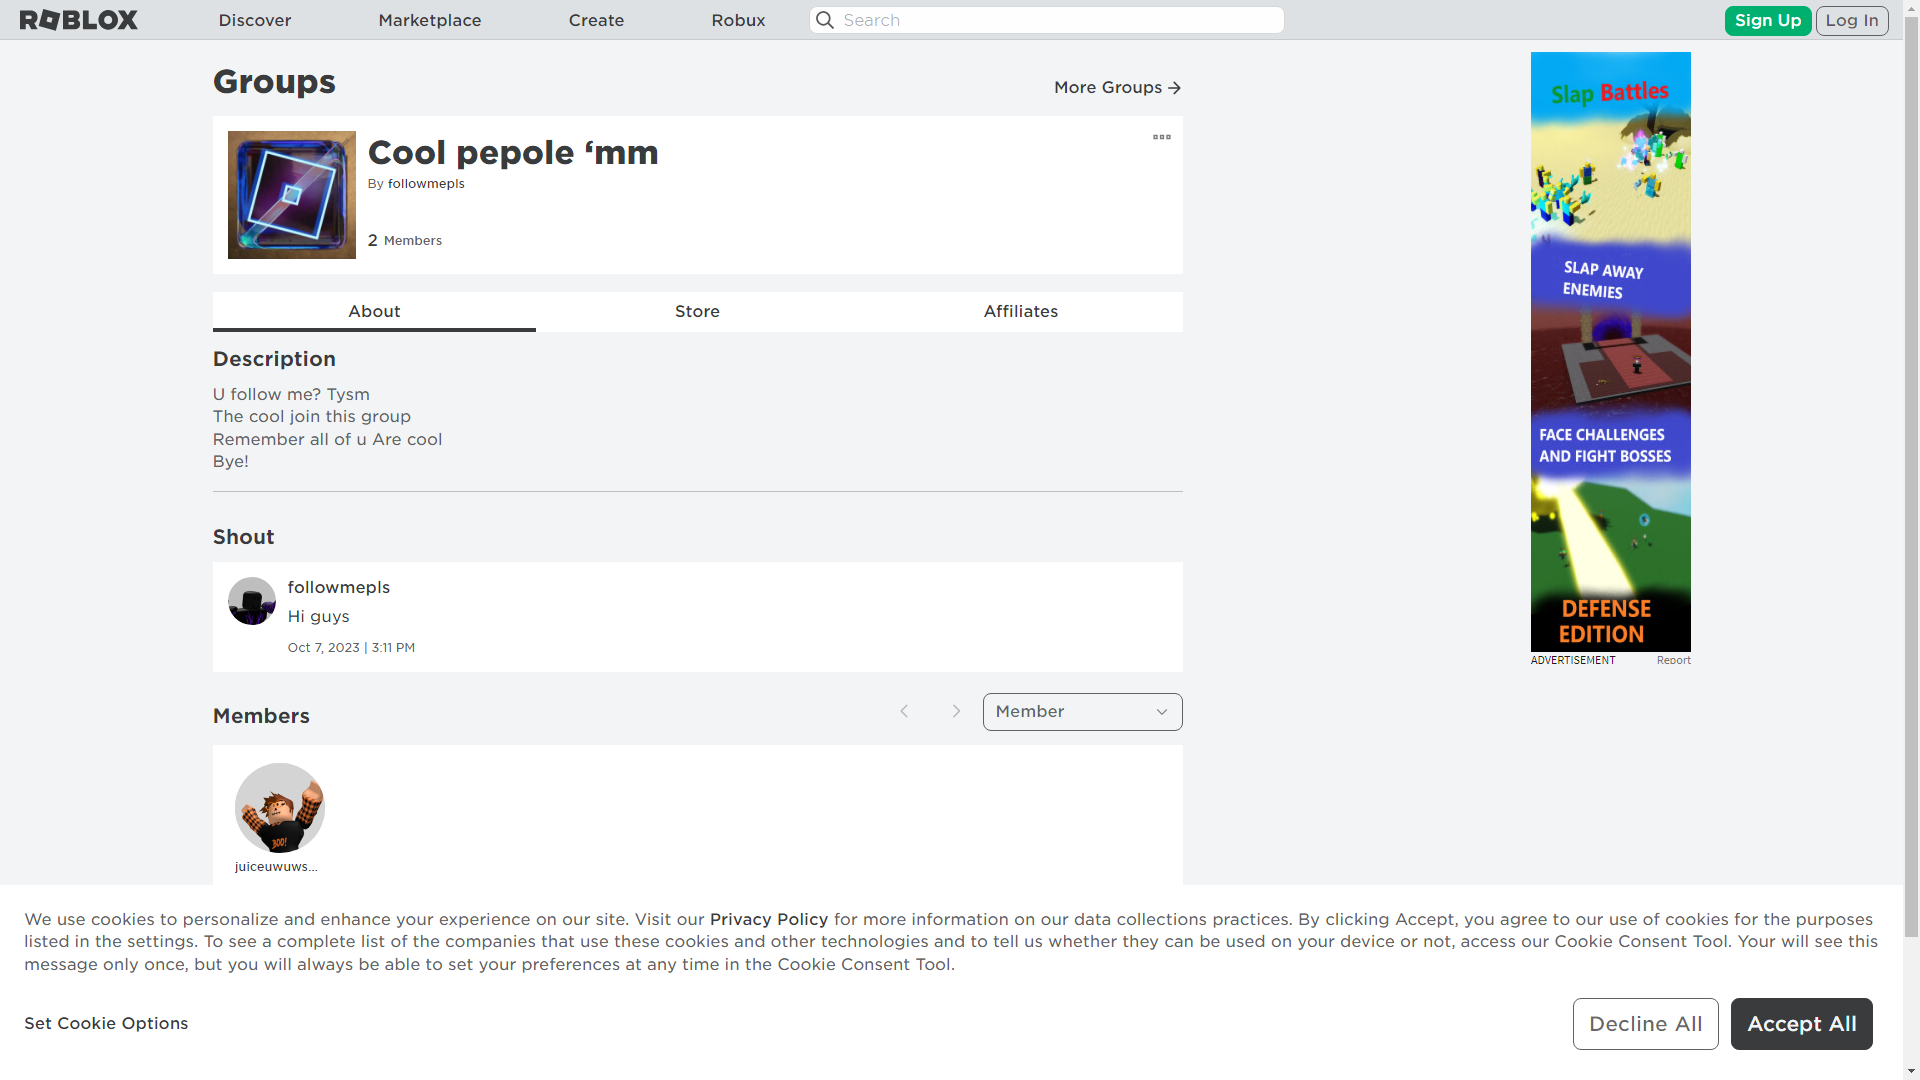 ROBLOX
Discover
Marketplace
Create
Robux
Search
Sign Up
Log In
Groups
More Groups
Cool pepole ‘mm
By followmepls
2 Members
About
Store
Affiliates
Description
U follow me? Tysm
The cool join this group
Remember all of u Are cool
Bye!
Shout
followmepls
Hi guys
Oct 7, 2023 | 3:11 PM
Members
Member
BOO!
juiceuwuws...
Slap Battles
SLAP AWAY
ENEMIES
FACE CHALLENGES
AND FIGHT BOSSES
DEFENSE
EDITION
ADVERTISEMENT
Report
We use cookies to personalize and enhance your experience on our site. Visit our Privacy Policy for more information on our data collections practices. By clicking Accept, you agree to our use of cookies for the purposes
listed in the settings. To see a complete list of the companies that use these cookies and other technologies and to tell us whether they can be used on your device or not, access our Cookie Consent Tool. Your will see this
message only once, but you will always be able to set your preferences at any time in the Cookie Consent Tool.
Set Cookie Options
Decline All
Accept All